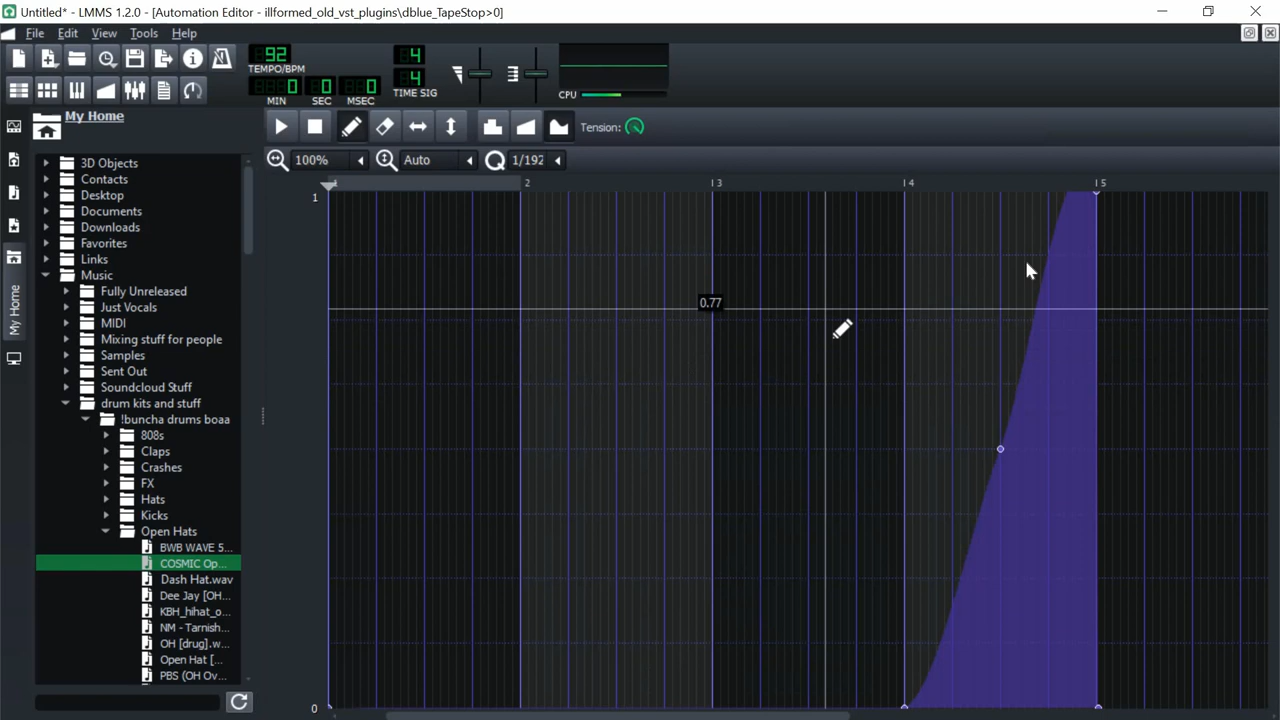 Untitled* - LMMS 1.2.0 - [Automation Editor - illformed_old_vst_plugins\dblue_TapeStop>0]
File Edit View Tools Help
92
TEMPO/BPM
0 0 0
MIN SEC MSEC
4
4
TIME SIG
CPU
My Home
Tension:
100% Auto 1/192
1 2 3 4 5
1
0.77
0
My Home
3D Objects
Contacts
Desktop
Documents
Downloads
Favorites
Links
Music
Fully Unreleased
Just Vocals
MIDI
Mixing stuff for people
Samples
Sent Out
Soundcloud Stuff
drum kits and stuff
!buncha drums boaa
808s
Claps
Crashes
FX
Hats
Kicks
Open Hats
BWB WAVE 5...
COSMIC Op...
Dash Hat.wav
Dee Jay [OH...
KBH_hihat_o...
NM - Tarnish...
OH [drug].w...
Open Hat [...
PBS (OH Ov...